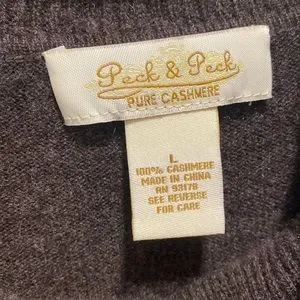 Peck & Peck
PURE CASHMERE
L
100% CASHMERE
MADE IN CHINA
RN 93178
SEE REVERSE
FOR CARE